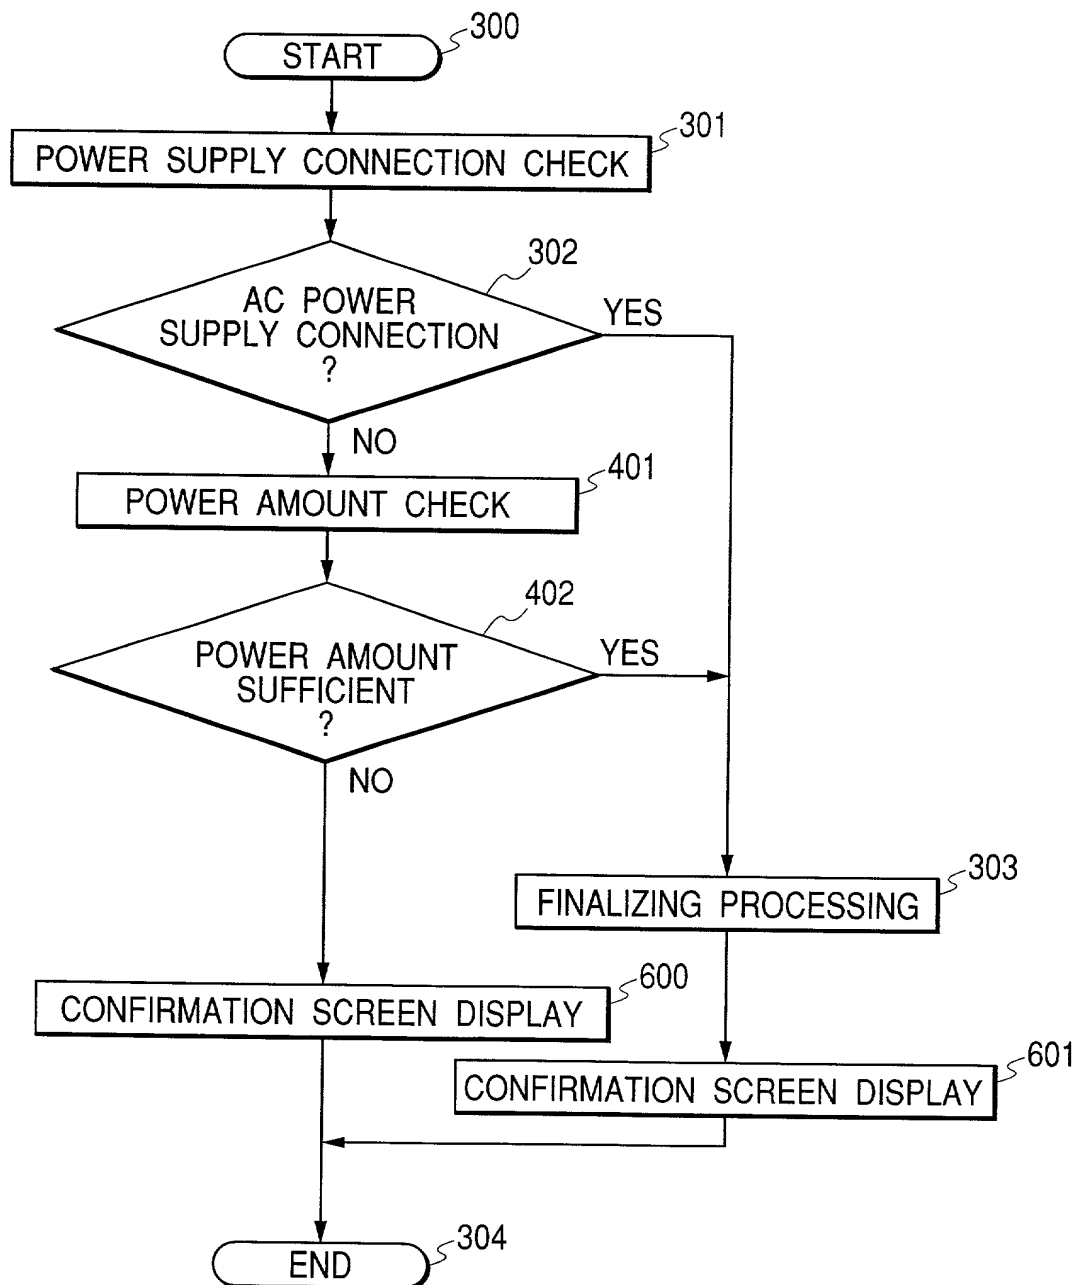 300
START
301
POWER SUPPLY CONNECTION CHECK
302
AC POWER
SUPPLY CONNECTION
?
YES
NO
401
POWER AMOUNT CHECK
402
POWER AMOUNT
SUFFICIENT
?
YES
NO
303
FINALIZING PROCESSING
600
CONFIRMATION SCREEN DISPLAY
601
CONFIRMATION SCREEN DISPLAY
304
END